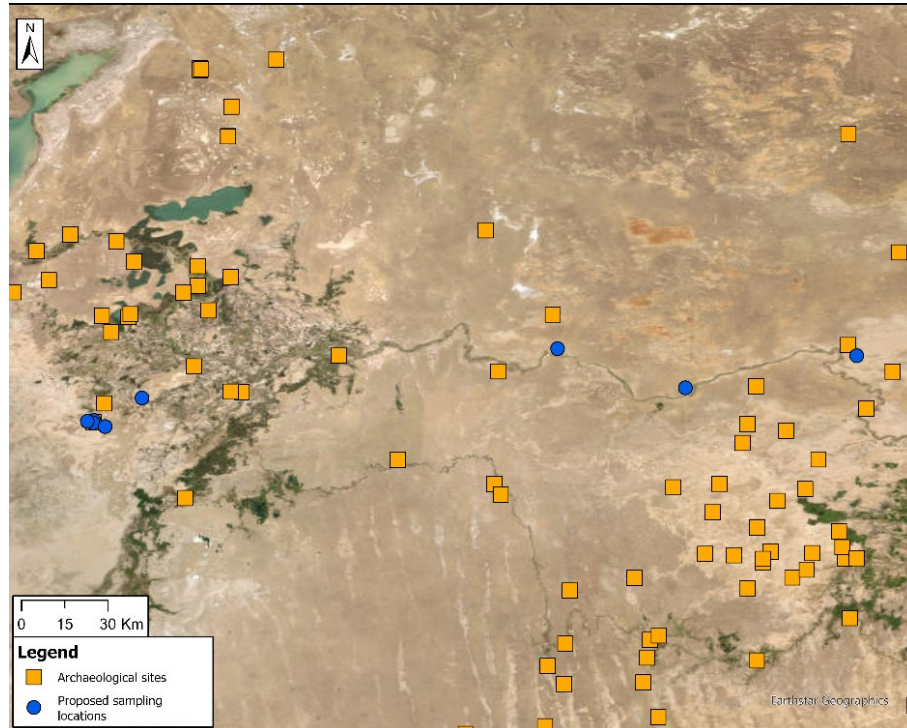 N
0 15 30 Km
Legend
Archaeological sites
Proposed sampling
locations
Earthstar Geographics